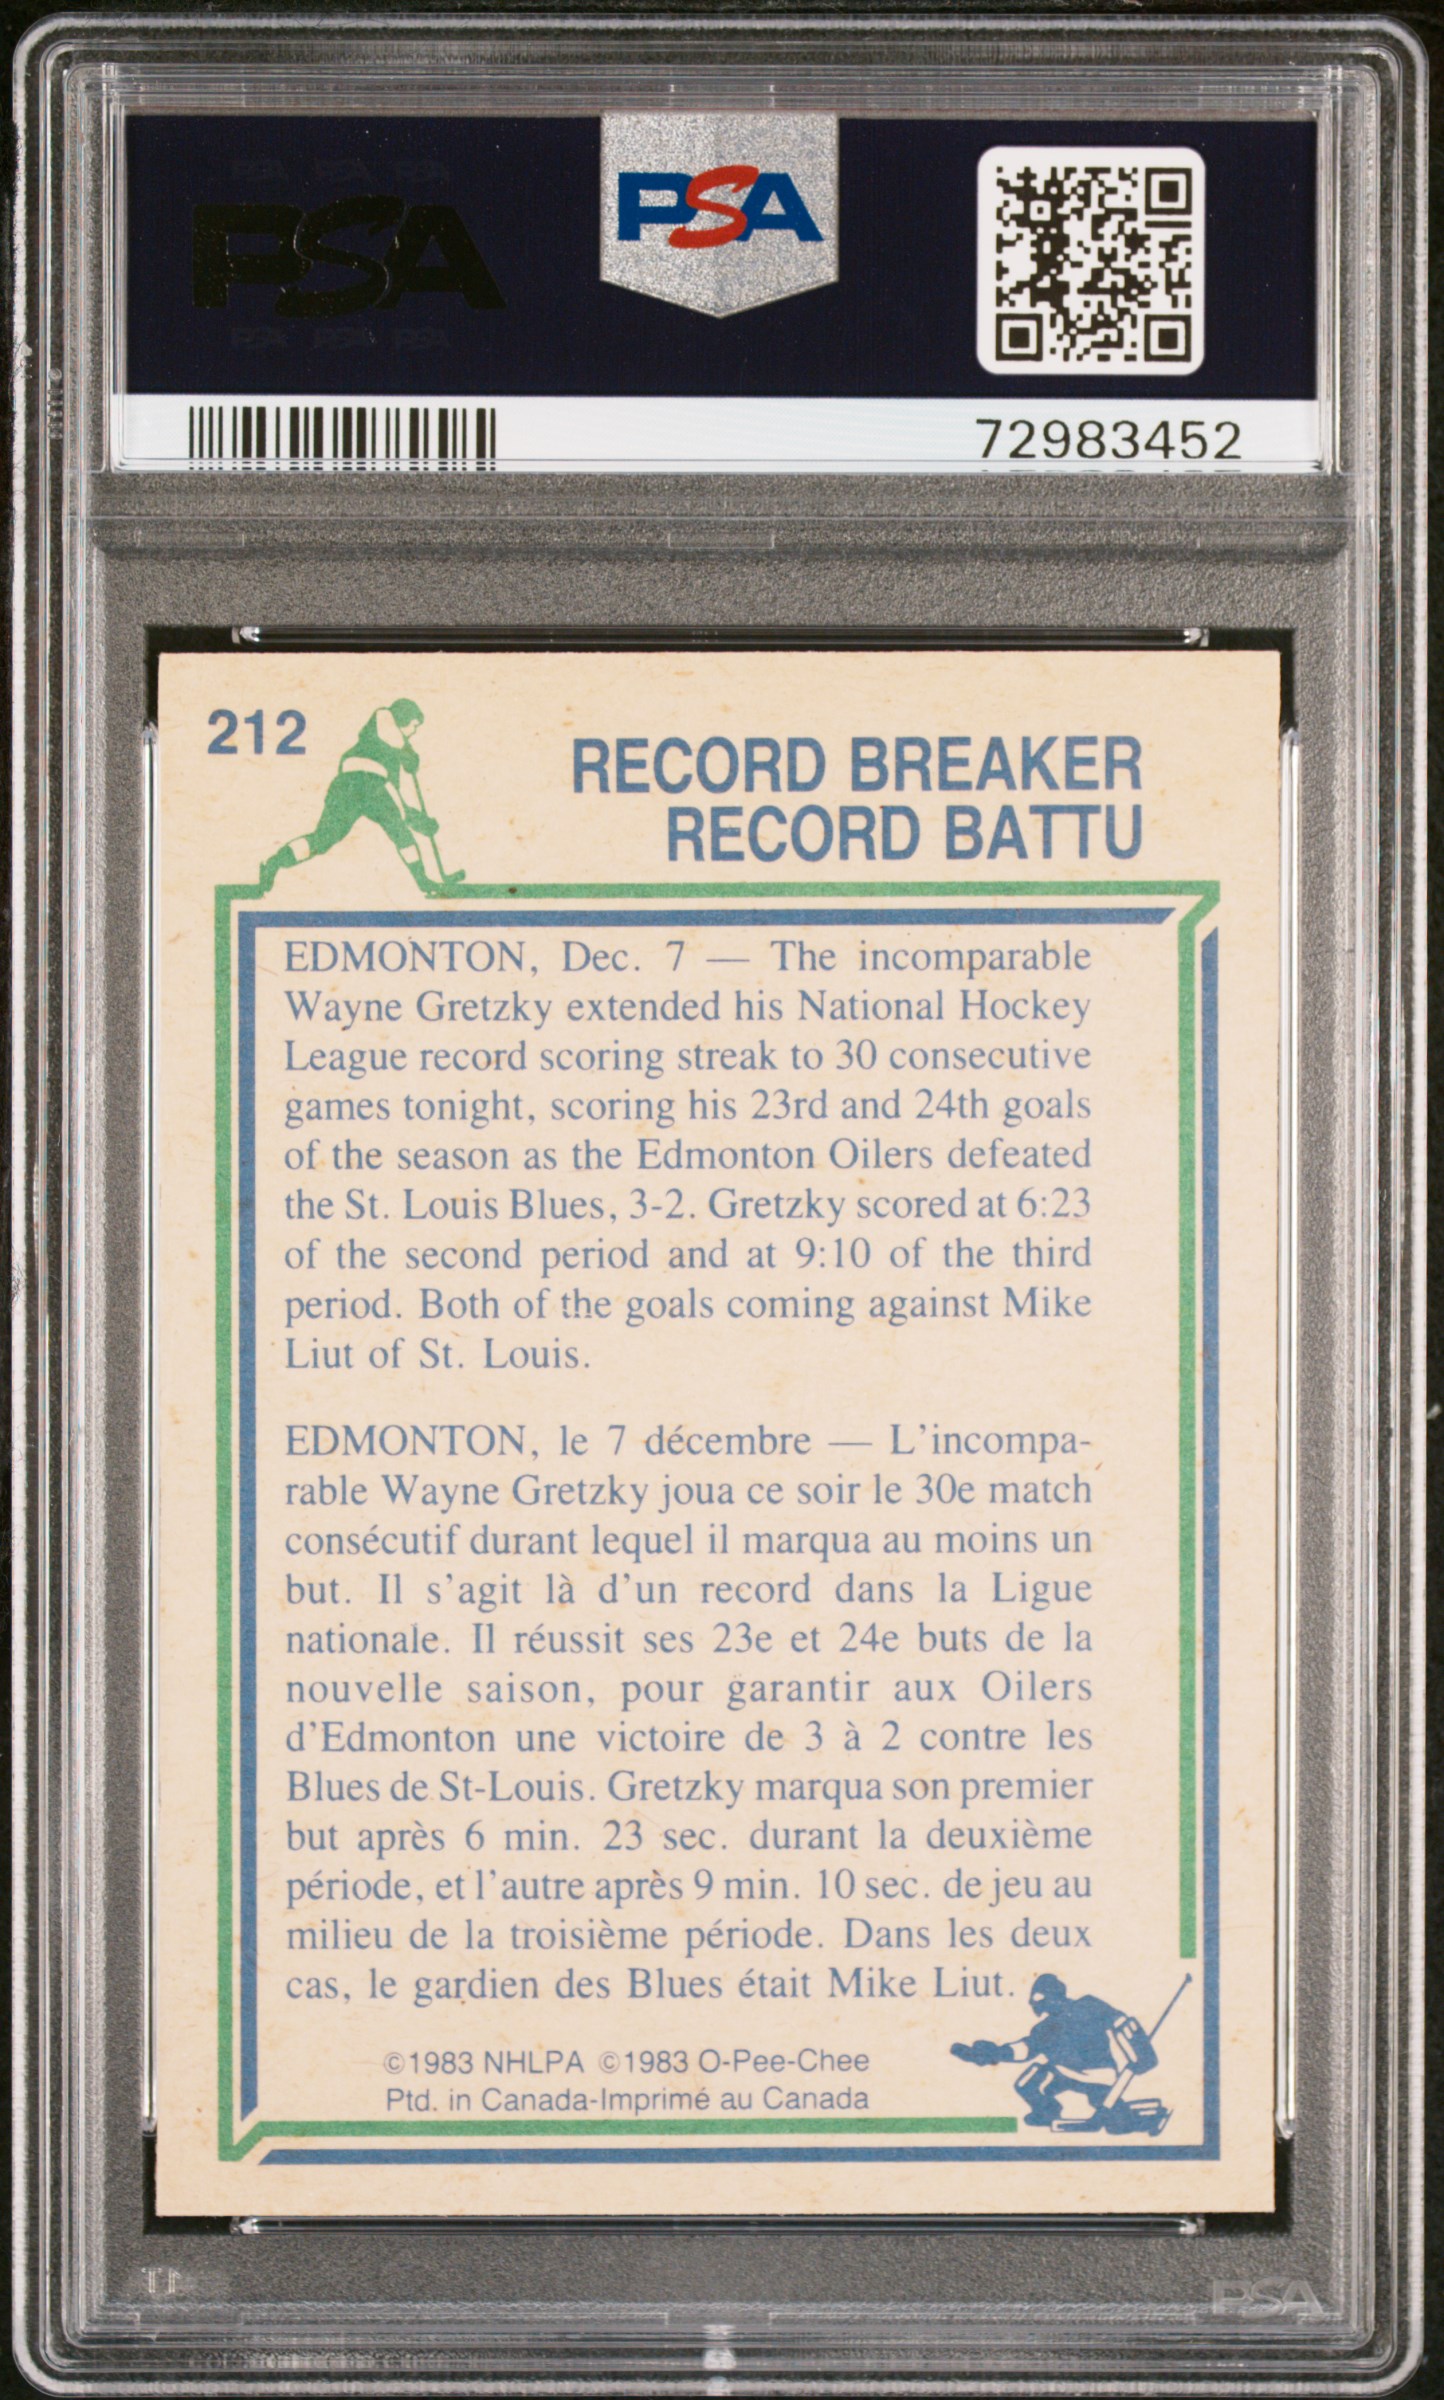 PSA
PSA
72983452
212
RECORD BREAKER
RECORD BATTU
EDMONTON, Dec. 7 — The incomparable
Wayne Gretzky extended his National Hockey
League record scoring streak to 30 consecutive
games tonight, scoring his 23rd and 24th goals
of the season as the Edmonton Oilers defeated
the St. Louis Blues, 3-2. Gretzky scored at 6:23
of the second period and at 9:10 of the third
period. Both of the goals coming against Mike
Liut of St. Louis.
EDMONTON, le 7 décembre — L'incompa-
rable Wayne Gretzky joua ce soir le 30e match
consécutif durant lequel il marqua au moins un
but. Il s'agit là d'un record dans la Ligue
nationale. Il réussit ses 23e et 24e buts de la
nouvelle saison, pour garantir aux Oilers
d'Edmonton une victoire de 3 à 2 contre les
Blues de St-Louis. Gretzky marqua son premier
but après 6 min. 23 sec. durant la deuxième
période, et l'autre après 9 min. 10 sec. de jeu au
milieu de la troisième période. Dans les deux
cas, le gardien des Blues était Mike Liut.
©1983 NHLPA ©1983 O-Pee-Chee
Ptd. in Canada-Imprimé au Canada
PSA